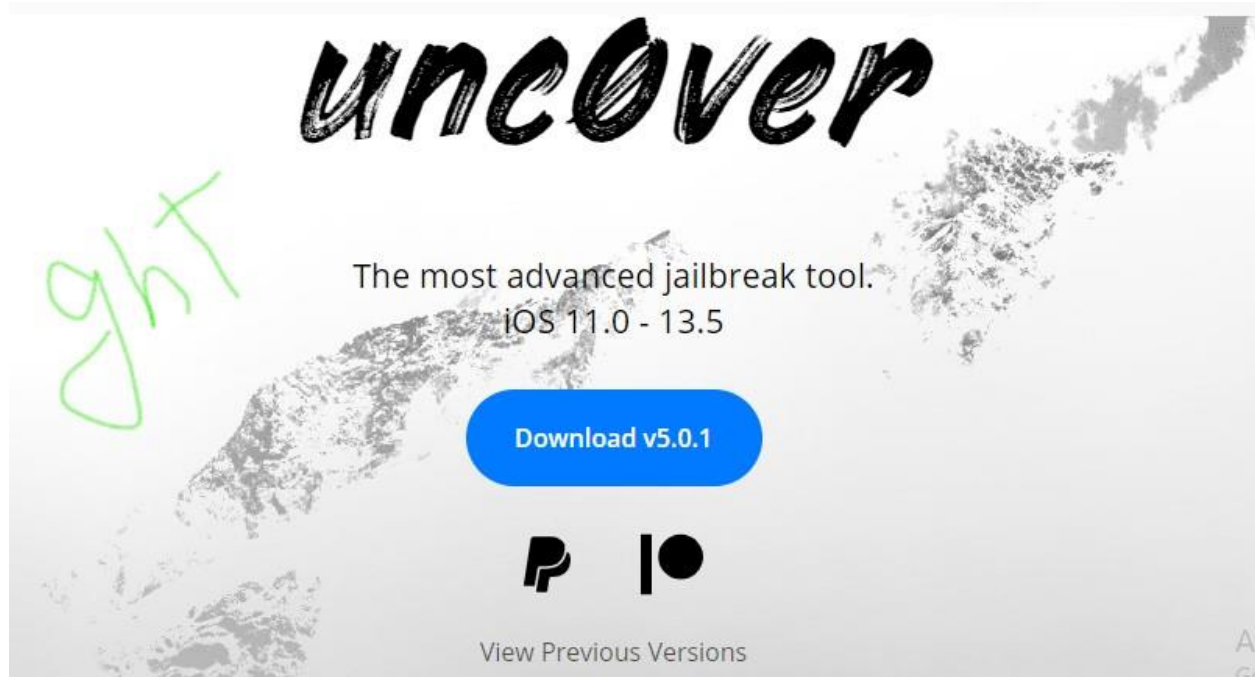 unc0ver
ghT
The most advanced jailbreak tool.
iOS 11.0 - 13.5
Download v5.0.1
View Previous Versions